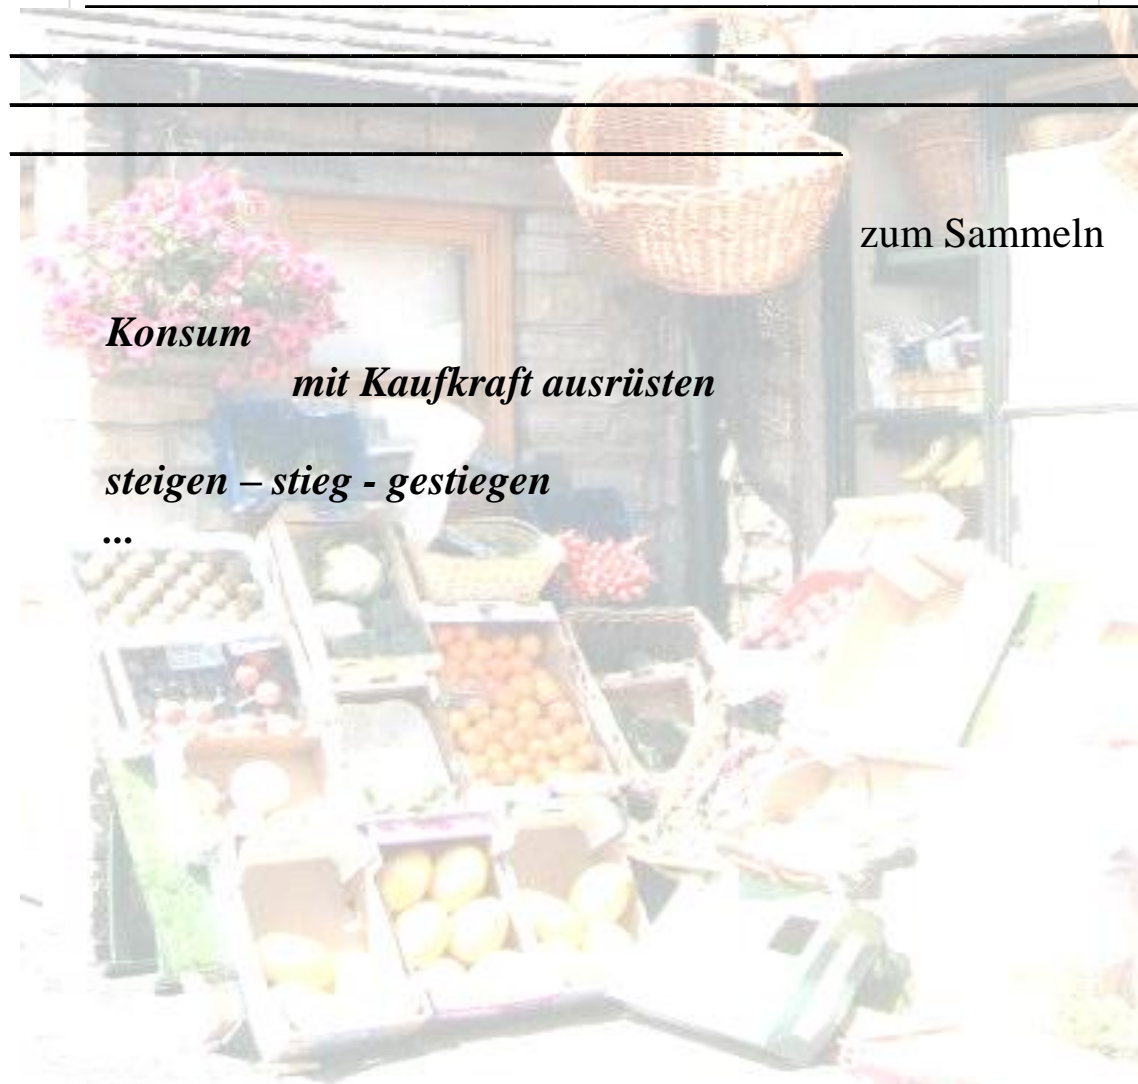 zum Sammeln
Konsum
mit Kaufkraft ausrüsten
steigen – stieg - gestiegen
...